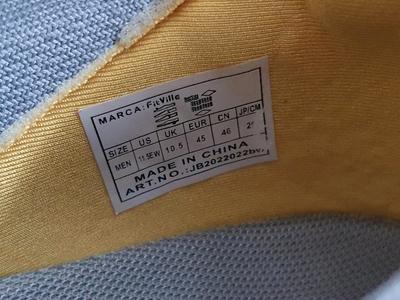 MARCA: FitVille
SIZE US UK EUR CN JP/CM
MEN 11.5EW 10.5 45 46
MADE IN CHINA
ART.NO.:JB2022022bv